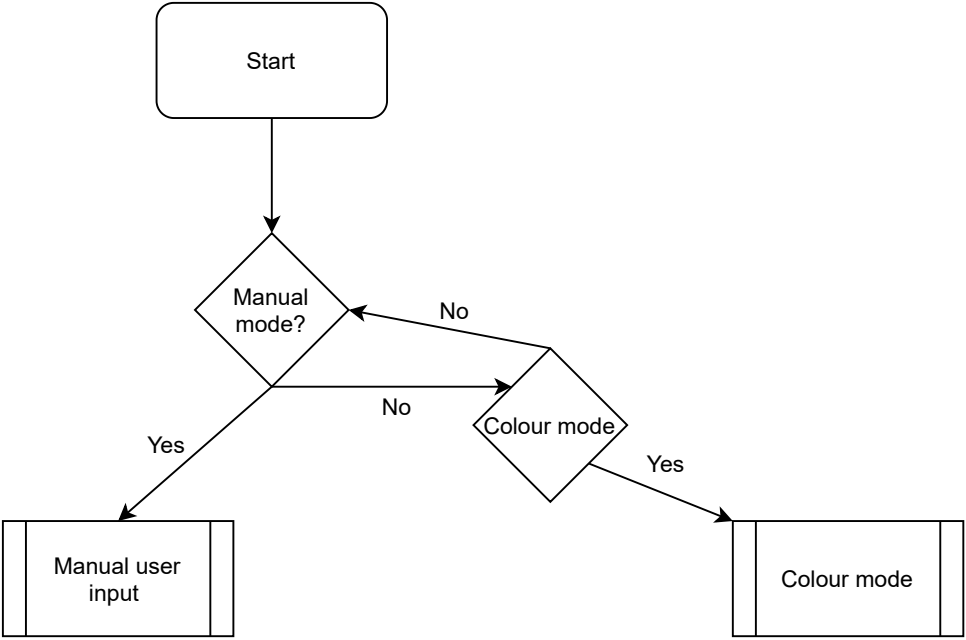 Start
Manual
mode?
No
No
Colour mode
Yes
Yes
Manual user
input
Colour mode